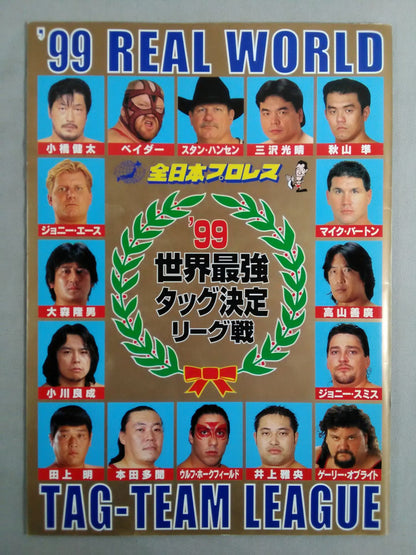 '99 REAL WORLD
小橋健太
ベイダー
スタン・ハンセン
三沢光晴
秋山 準
全日本プロレス
ジョニー・エース
マイク・バートン
'99
世界最強
タッグ決定
リーグ戦
大森隆男
高山善廣
小川良成
ジョニー・スミス
田上 明
本田多聞
ウルフ・ホークフィールド
井上雅央
ゲーリー・オブライト
TAG-TEAM LEAGUE